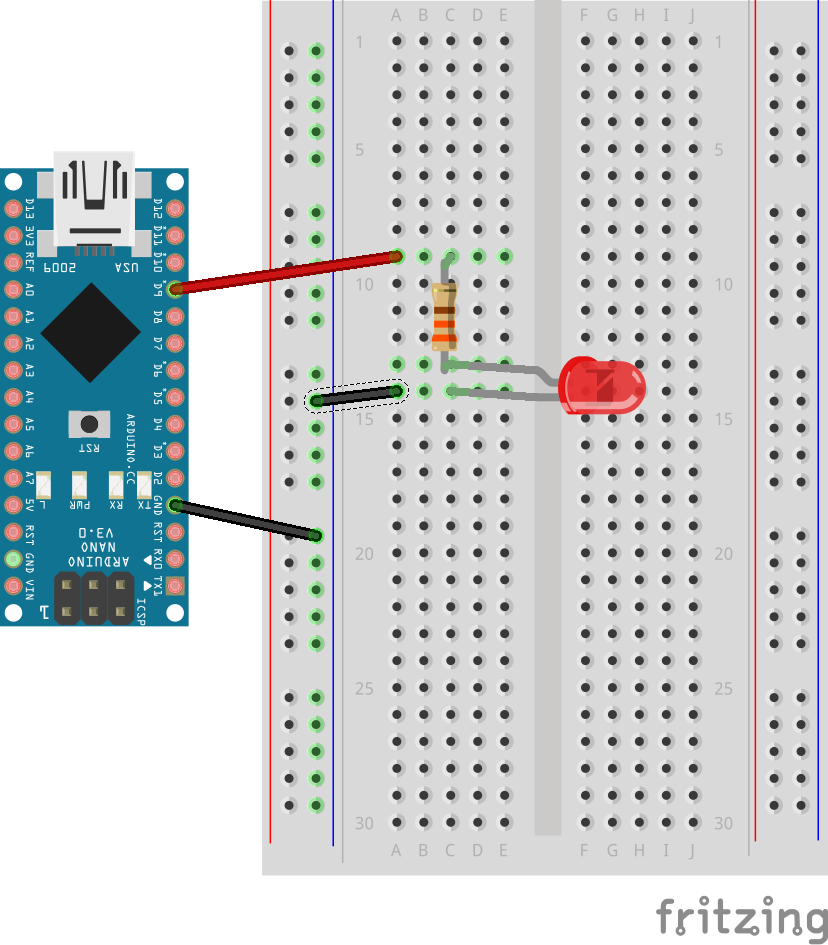 A B C D E F G H I J
1 1
5 5
10 10
15 15
20 20
25 25
30 30
A B C D E F G H I J
D13
3V3
REF
A0
A1
A2
A3
A4
A5
A6
A7
5V
RST
GND
VIN
D12
D11
D10
D9
D8
D7
D6
D5
D4
D3
D2
GND
RST
RX0
TX1
USA
2009
RST
ARDUINO.CC
TX
RX
PWR
L
ARDUINO
NANO
V3.0
ICSP
1
fritzing